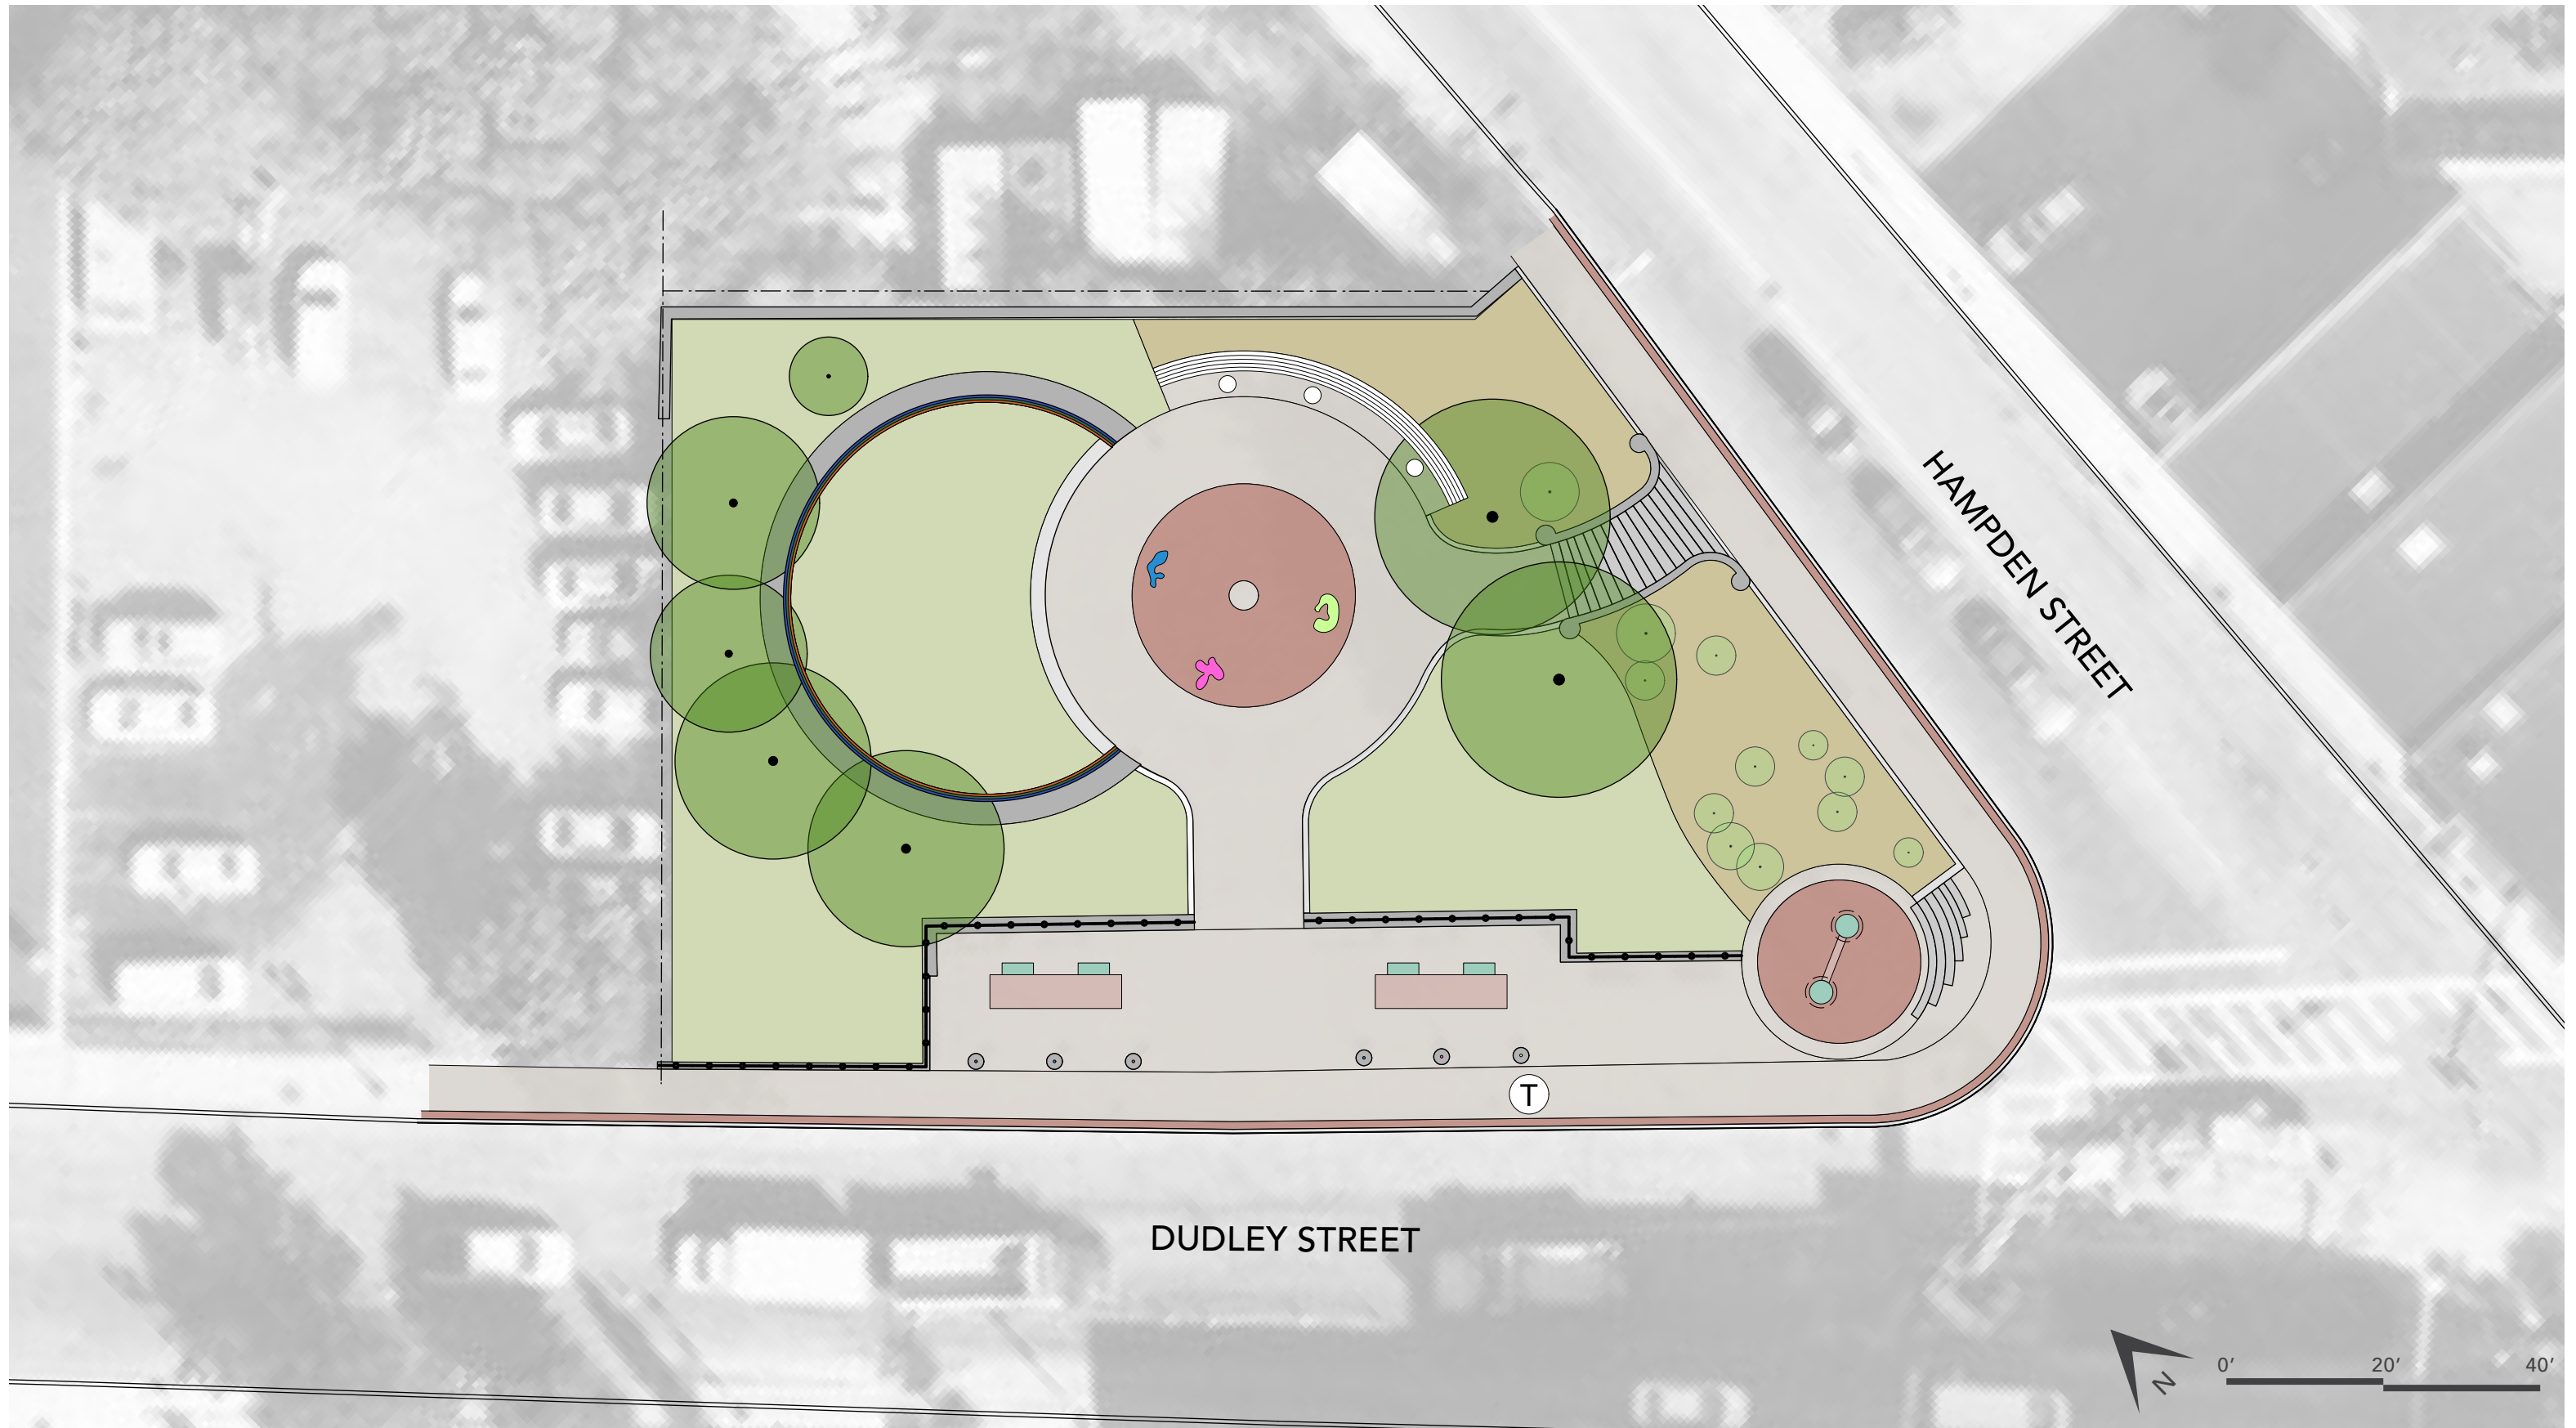 HAMPDEN STREET
T
DUDLEY STREET
N
0’ 20’ 40’